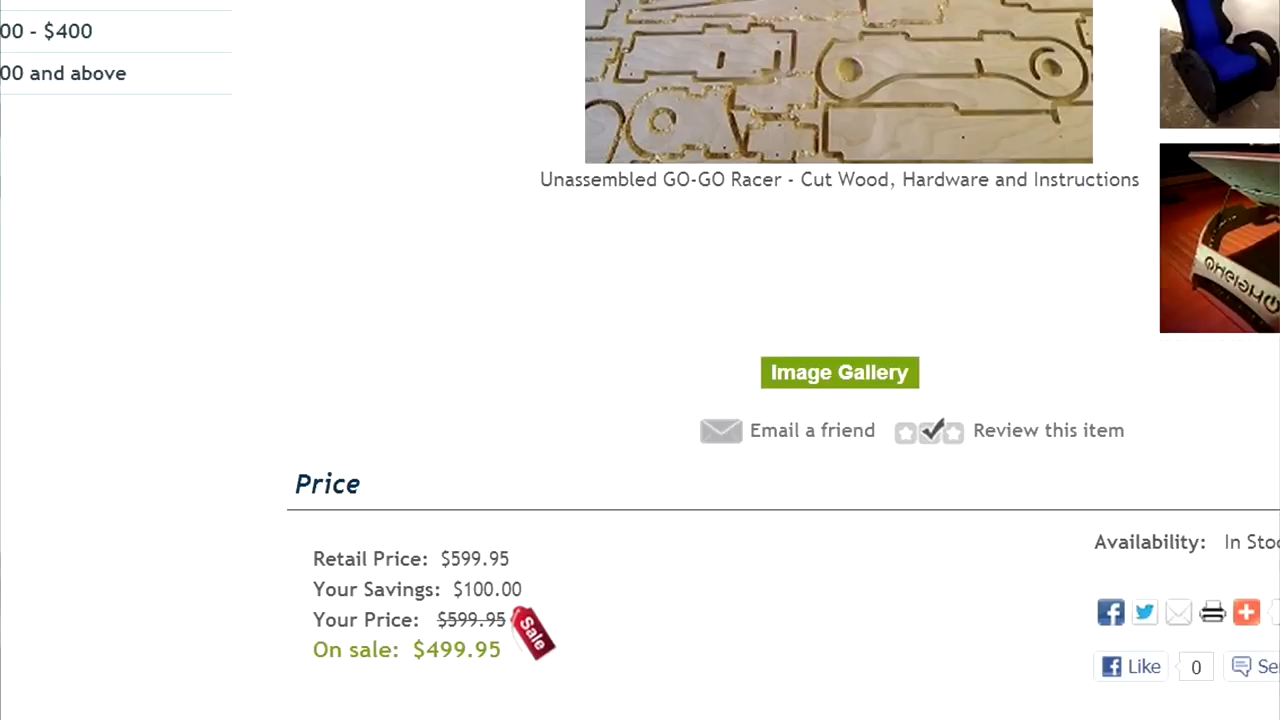 00 - $400
00 and above
Unassembled GO-GO Racer - Cut Wood, Hardware and Instructions
Image Gallery
Email a friend
Review this item
Price
Retail Price: $599.95
Your Savings: $100.00
Your Price: $599.95
Sale
On sale: $499.95
Availability: In Stoc
Like
0
Se